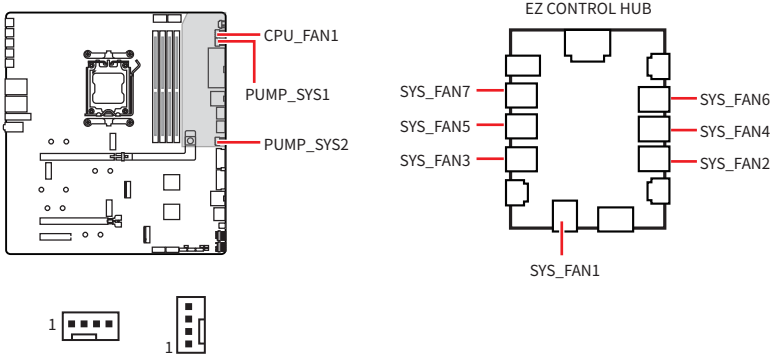 EZ CONTROL HUB
CPU_FAN1
PUMP_SYS1
PUMP_SYS2
SYS_FAN7
SYS_FAN6
SYS_FAN5
SYS_FAN4
SYS_FAN3
SYS_FAN2
SYS_FAN1
1
1